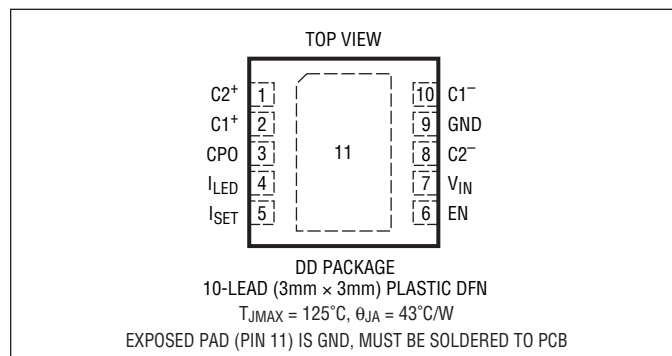 TOP VIEW
C2+ 1 10 C1−
C1+ 2 9 GND
CPO 3 11 8 C2−
ILED 4 7 VIN
ISET 5 6 EN
DD PACKAGE
10-LEAD (3mm × 3mm) PLASTIC DFN
TJMAX = 125°C, θJA = 43°C/W
EXPOSED PAD (PIN 11) IS GND, MUST BE SOLDERED TO PCB